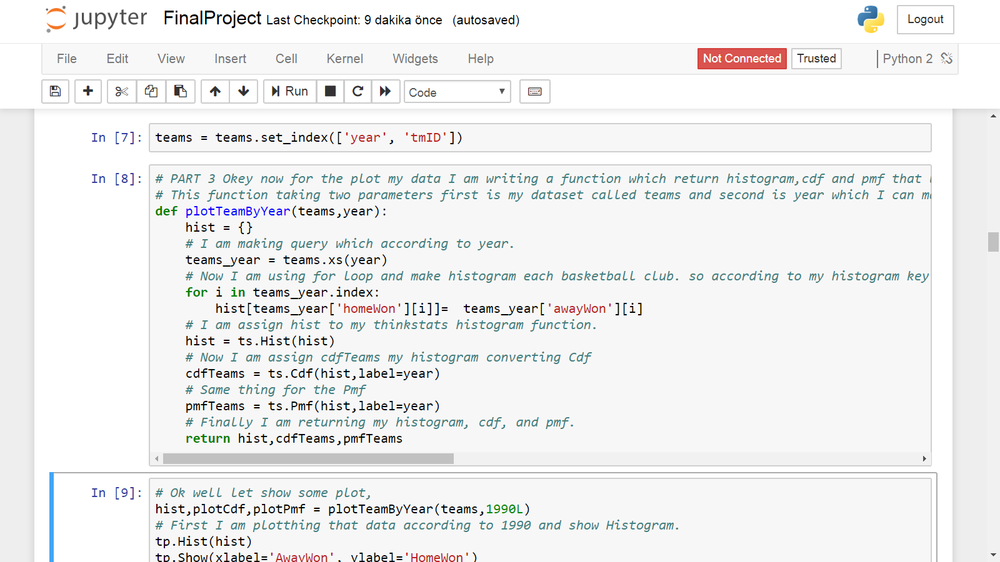 jupyter FinalProject Last Checkpoint: 9 dakika önce (autosaved) Logout
File Edit View Insert Cell Kernel Widgets Help Not Connected Trusted Python 2
Run Code
In [7]: teams = teams.set_index(['year', 'tmID'])
In [8]: # PART 3 Okey now for the plot my data I am writing a function which return histogram,cdf and pmf that
# This function taking two parameters first is my dataset called teams and second is year which I can
def plotTeamByYear(teams,year):
hist = {}
# I am making query which according to year.
teams_year = teams.xs(year)
# Now I am using for loop and make histogram each basketball club. so according to my histogram key
for i in teams_year.index:
hist[teams_year['homeWon'][i]]= teams_year['awayWon'][i]
# I am assign hist to my thinkstats histogram function.
hist = ts.Hist(hist)
# Now I am assign cdfTeams my histogram converting Cdf
cdfTeams = ts.Cdf(hist,label=year)
# Same thing for the Pmf
pmfTeams = ts.Pmf(hist,label=year)
# Finally I am returning my histogram, cdf, and pmf.
return hist,cdfTeams,pmfTeams
In [9]: # Ok well let show some plot,
hist,plotCdf,plotPmf = plotTeamByYear(teams,1990L)
# First I am plotthing that data according to 1990 and show Histogram.
tp.Hist(hist)
tp.Show(xlabel='AwayWon', ylabel='HomeWon')